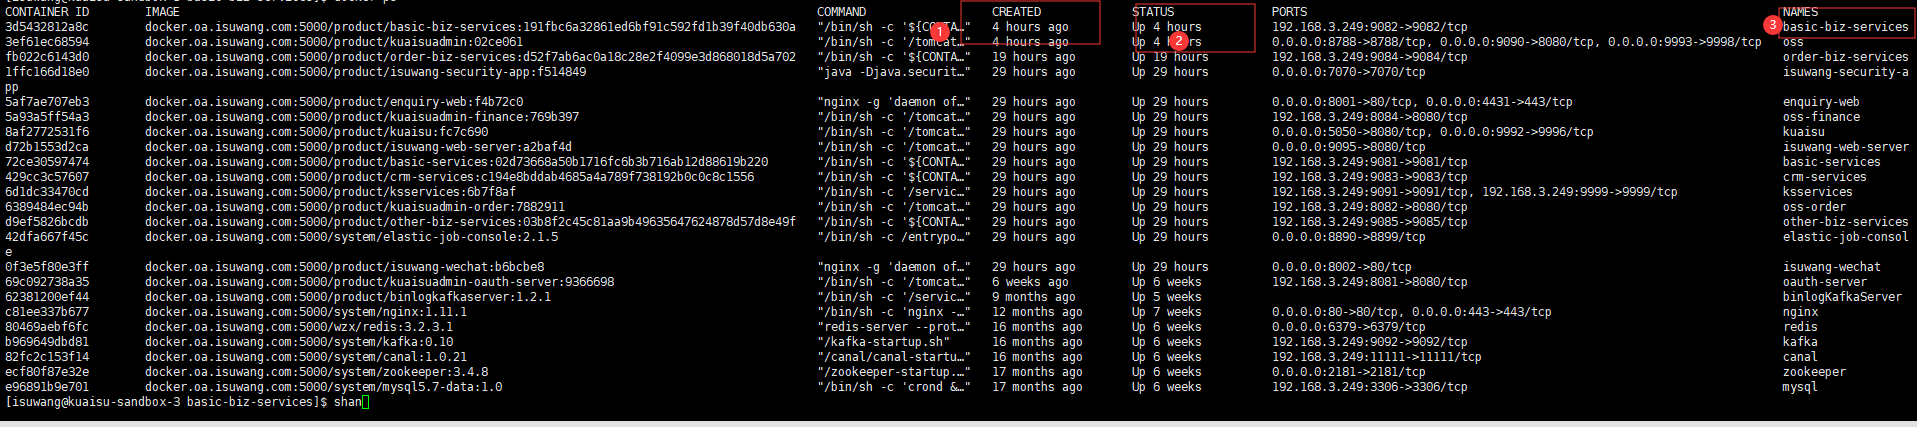 CONTAINER ID IMAGE COMMAND CREATED STATUS PORTS NAMES
3d5432812a8c docker.oa.isuwang.com:5000/product/basic-biz-services:191fbc6a32861ed6bf91c592fd1b39f40db630a "/bin/sh -c '${CONTA…" 4 hours ago Up 4 hours 192.168.3.249:9082->9082/tcp basic-biz-services
3ef61ec68594 docker.oa.isuwang.com:5000/product/kuaisuadmin:02ce061 "/bin/sh -c '/tomcat…" 4 hours ago Up 4 hours 0.0.0.0:8788->8788/tcp, 0.0.0.0:9090->8080/tcp, 0.0.0.0:9993->9998/tcp oss
fb022c6143d0 docker.oa.isuwang.com:5000/product/order-biz-services:d52f7ab6ac0a18c28e2f4099e3d868018d5a702 "/bin/sh -c '${CONTA…" 19 hours ago Up 19 hours 192.168.3.249:9084->9084/tcp order-biz-services
1ffc166d18e0 docker.oa.isuwang.com:5000/product/isuwang-security-app:f514849 "java -Djava.securit…" 29 hours ago Up 29 hours 0.0.0.0:7070->7070/tcp isuwang-security-a
pp
5af7ae707eb3 docker.oa.isuwang.com:5000/product/enquiry-web:f4b72c0 "nginx -g 'daemon of…" 29 hours ago Up 29 hours 0.0.0.0:8001->80/tcp, 0.0.0.0:4431->443/tcp enquiry-web
5a93a5ff54a3 docker.oa.isuwang.com:5000/product/kuaisuadmin-finance:769b397 "/bin/sh -c '/tomcat…" 29 hours ago Up 29 hours 192.168.3.249:8084->8080/tcp oss-finance
8af2772531f6 docker.oa.isuwang.com:5000/product/kuaisu:fc7c690 "/bin/sh -c '/tomcat…" 29 hours ago Up 29 hours 0.0.0.0:5050->8080/tcp, 0.0.0.0:9992->9996/tcp kuaisu
d72b1553d2ca docker.oa.isuwang.com:5000/product/isuwang-web-server:a2baf4d "/bin/sh -c '/tomcat…" 29 hours ago Up 29 hours 0.0.0.0:9095->8080/tcp isuwang-web-server
72ce30597474 docker.oa.isuwang.com:5000/product/basic-services:02d73668a50b1716fc6b3b716ab12d88619b220 "/bin/sh -c '${CONTA…" 29 hours ago Up 29 hours 192.168.3.249:9081->9081/tcp basic-services
429cc3c57607 docker.oa.isuwang.com:5000/product/crm-services:c194e8bddab4685a4a789f738192b0c0c8c1556 "/bin/sh -c '${CONTA…" 29 hours ago Up 29 hours 192.168.3.249:9083->9083/tcp crm-services
6d1dc33470cd docker.oa.isuwang.com:5000/product/ksservices:6b7f8af "/bin/sh -c '/servic…" 29 hours ago Up 29 hours 192.168.3.249:9091->9091/tcp, 192.168.3.249:9999->9999/tcp ksservices
6389484ec94b docker.oa.isuwang.com:5000/product/kuaisuadmin-order:7882911 "/bin/sh -c '/tomcat…" 29 hours ago Up 29 hours 192.168.3.249:8082->8080/tcp oss-order
d9ef5826bcdb docker.oa.isuwang.com:5000/product/other-biz-services:03b8f2c45c81aa9b49635647624878d57d8e49f "/bin/sh -c '${CONTA…" 29 hours ago Up 29 hours 192.168.3.249:9085->9085/tcp other-biz-services
42dfa667f45c docker.oa.isuwang.com:5000/system/elastic-job-console:2.1.5 "/bin/sh -c /entrypo…" 29 hours ago Up 29 hours 0.0.0.0:8890->8899/tcp elastic-job-consol
e
0f3e5f80e3ff docker.oa.isuwang.com:5000/product/isuwang-wechat:b6bcbe8 "nginx -g 'daemon of…" 29 hours ago Up 29 hours 0.0.0.0:8002->80/tcp isuwang-wechat
69c092738a35 docker.oa.isuwang.com:5000/product/kuaisuadmin-oauth-server:9366698 "/bin/sh -c '/tomcat…" 6 weeks ago Up 6 weeks 192.168.3.249:8081->8080/tcp oauth-server
62381200ef44 docker.oa.isuwang.com:5000/product/binlogkafkaserver:1.2.1 "/bin/sh -c '/servic…" 9 months ago Up 5 weeks binlogKafkaServer
c81ee337b677 docker.oa.isuwang.com:5000/system/nginx:1.11.1 "/bin/sh -c 'nginx -…" 12 months ago Up 7 weeks 0.0.0.0:80->80/tcp, 0.0.0.0:443->443/tcp nginx
80469aebf6fc docker.oa.isuwang.com:5000/wzx/redis:3.2.3.1 "redis-server --prot…" 16 months ago Up 6 weeks 0.0.0.0:6379->6379/tcp redis
b969649dbd81 docker.oa.isuwang.com:5000/system/kafka:0.10 "/kafka-startup.sh" 16 months ago Up 6 weeks 192.168.3.249:9092->9092/tcp kafka
82fc2c153f14 docker.oa.isuwang.com:5000/system/canal:1.0.21 "/canal/canal-startu…" 16 months ago Up 6 weeks 192.168.3.249:11111->11111/tcp canal
ecf80f87e32e docker.oa.isuwang.com:5000/system/zookeeper:3.4.8 "/zookeeper-startup.…" 17 months ago Up 6 weeks 0.0.0.0:2181->2181/tcp zookeeper
e96891b9e701 docker.oa.isuwang.com:5000/system/mysql5.7-data:1.0 "/bin/sh -c 'crond &…" 17 months ago Up 6 weeks 192.168.3.249:3306->3306/tcp mysql
[isuwang@kuaisu-sandbox-3 basic-biz-services]$ shan
1
2
3